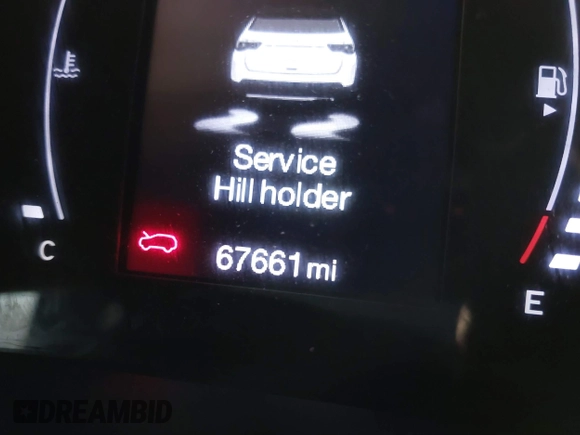 Service
Hill holder
67661 mi
C
E
DREAMBID